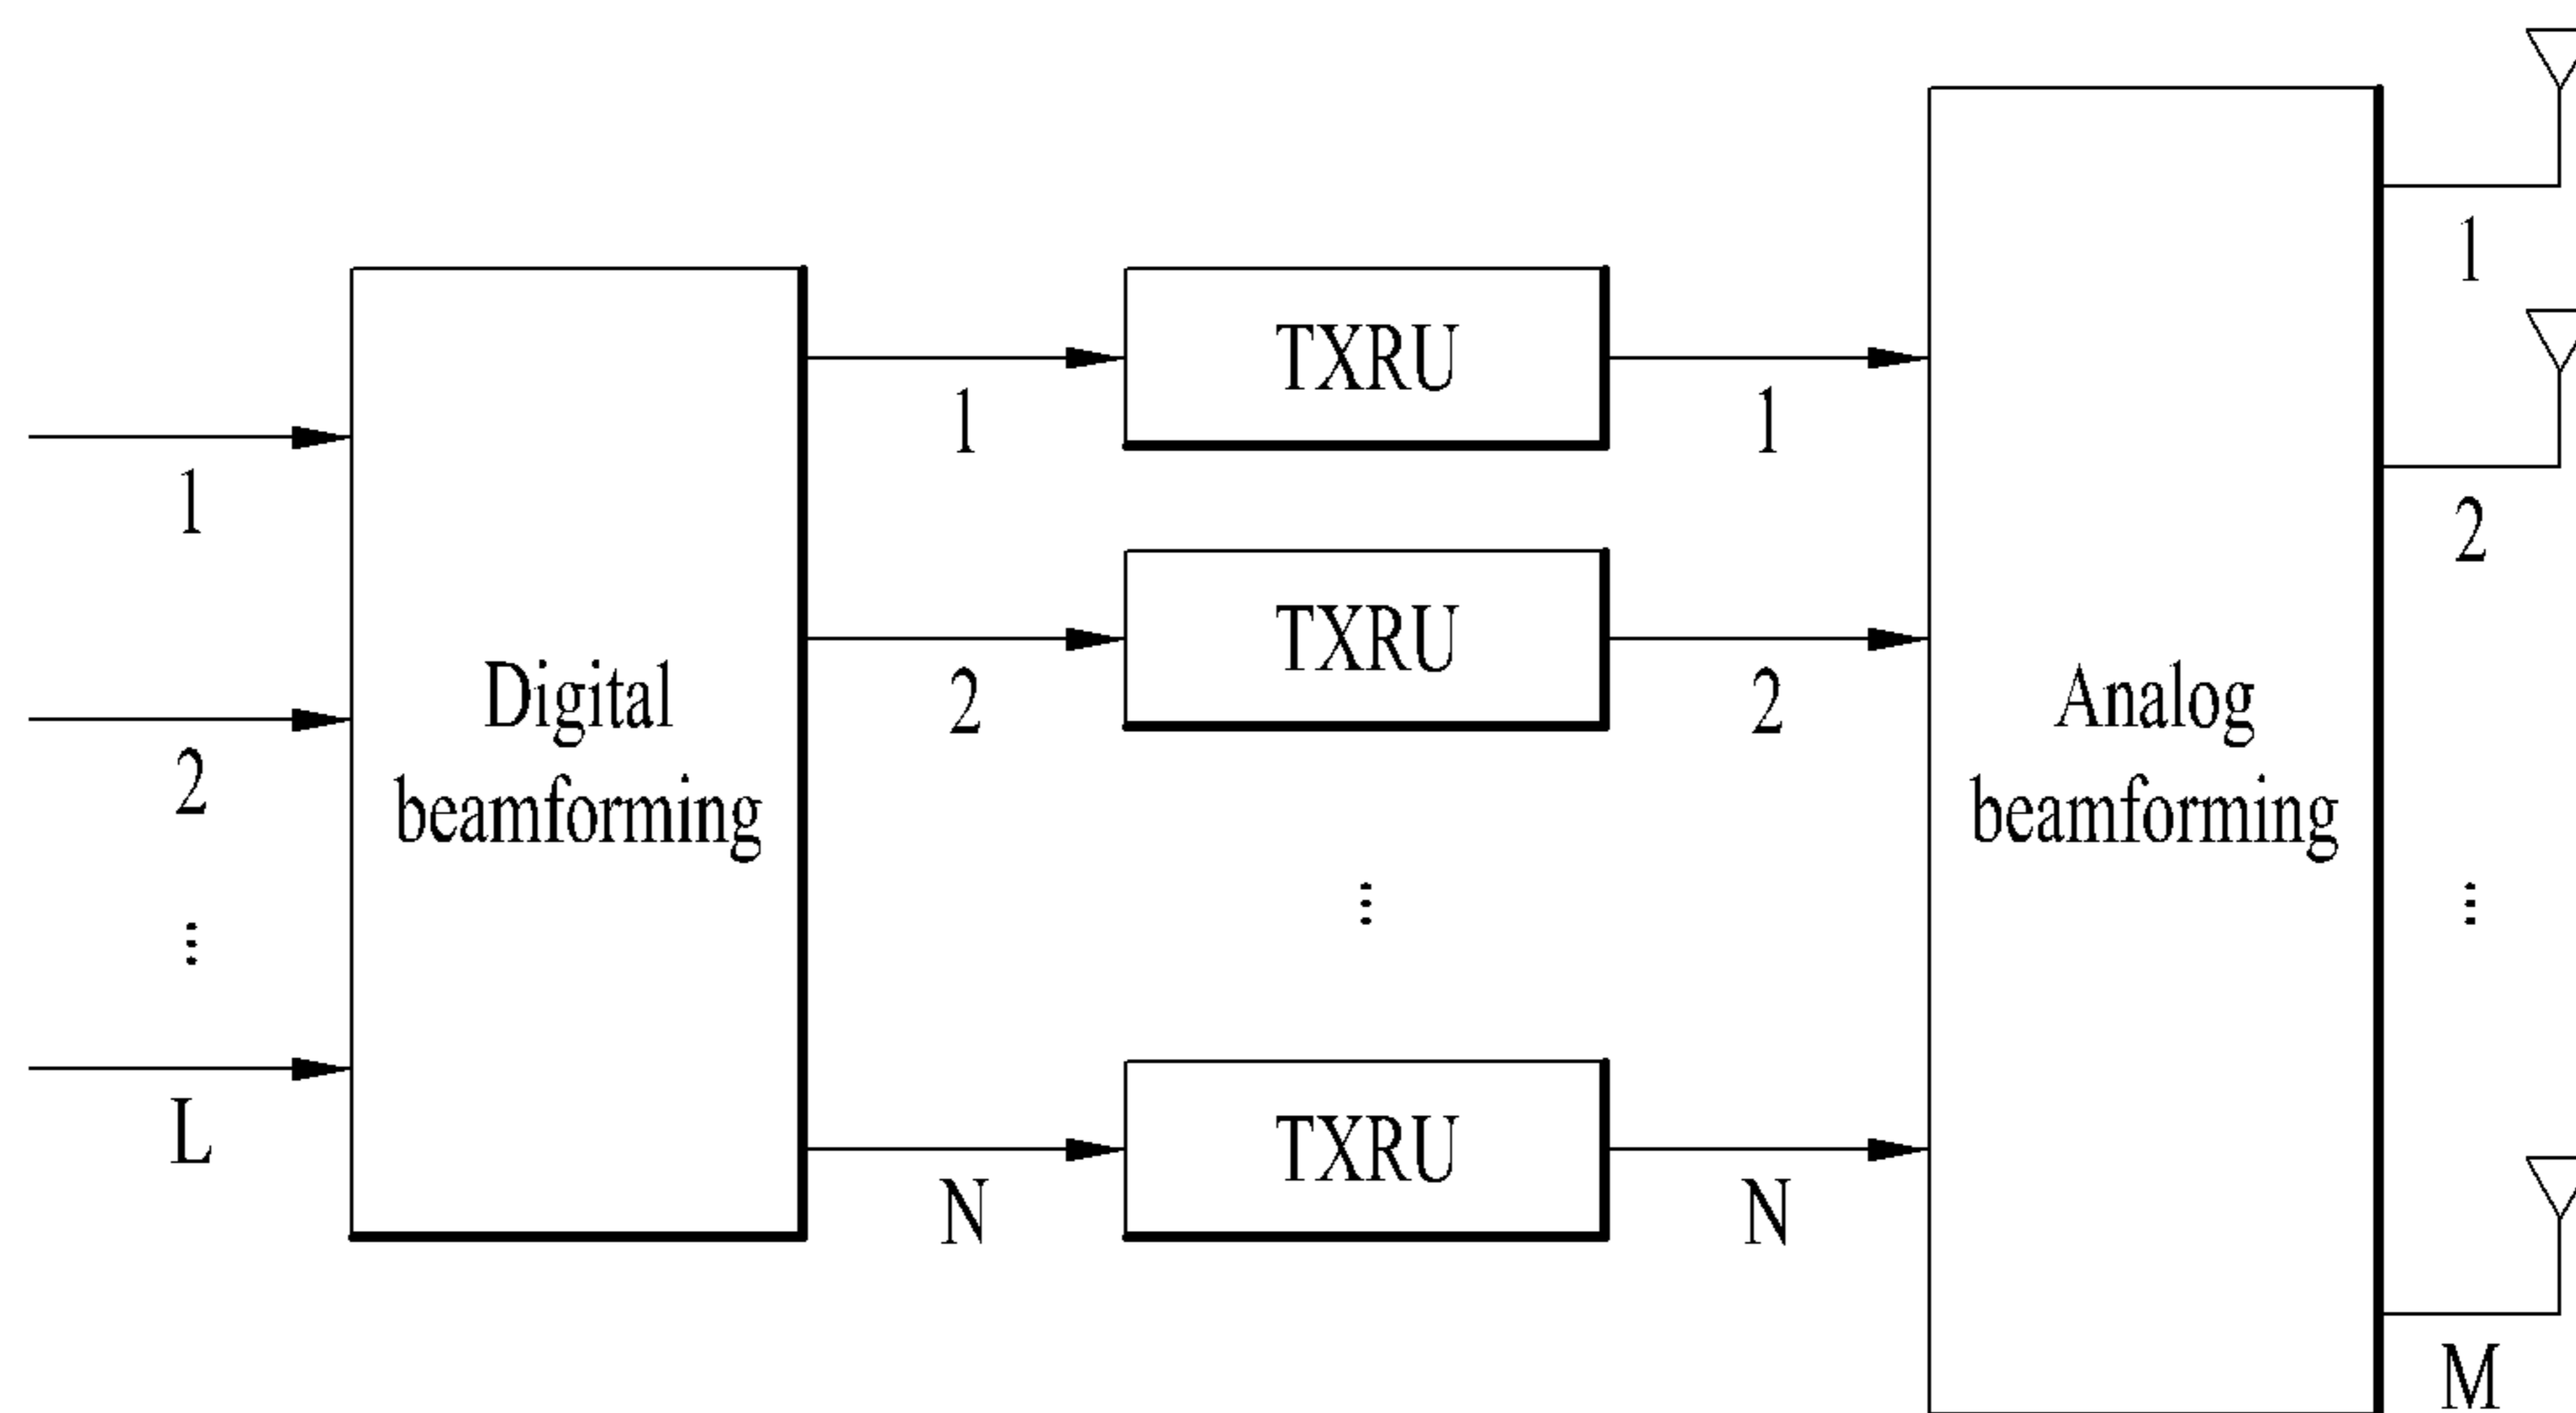 1
2
⋮
L
Digital
beamforming
1
2
N
TXRU
TXRU
⋮
TXRU
1
2
N
Analog
beamforming
1
2
⋮
M